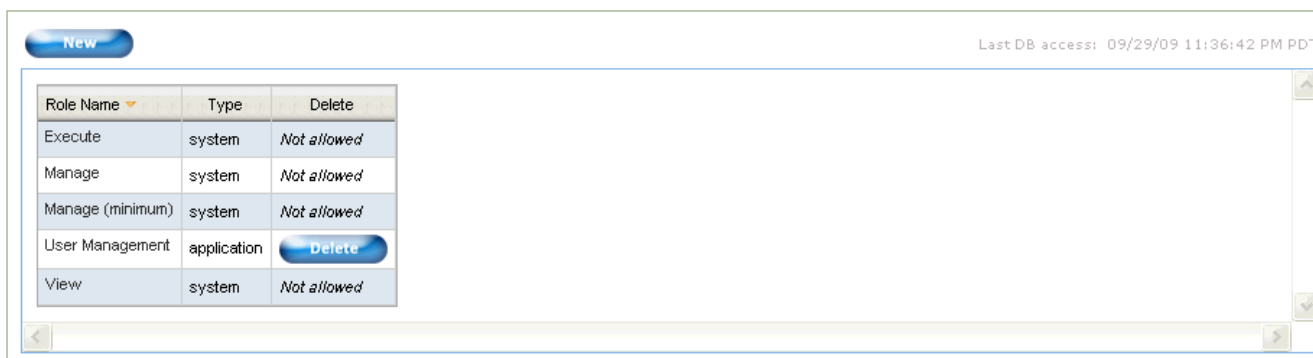 New
Last DB access: 09/29/09 11:36:42 PM PDT
Role Name Type Delete
Execute system Not allowed
Manage system Not allowed
Manage (minimum) system Not allowed
User Management application Delete
View system Not allowed